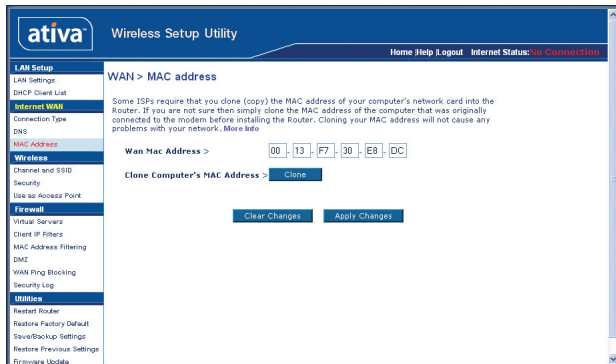 ativa
Wireless Setup Utility
Home |Help |Logout Internet Status:No Connection
LAN Setup
LAN Settings
DHCP Client List
Internet WAN
Connection Type
DNS
MAC Address
Wireless
Channel and SSID
Security
Use as Access Point
Firewall
Virtual Servers
Client IP Filters
MAC Address Filtering
DMZ
WAN Ping Blocking
Security Log
Utilities
Restart Router
Restore Factory Default
Save/Backup Settings
Restore Previous Settings
Firmware Update
WAN > MAC address
Some ISPs require that you clone (copy) the MAC address of your computer's network card into the
Router. If you are not sure then simply clone the MAC address of the computer that was originally
connected to the modem before installing the Router. Cloning your MAC address will not cause any
problems with your network. More Info
Wan Mac Address > 00 . 13 . F7 . 30 . E8 . DC
Clone Computer's MAC Address > Clone
Clear Changes Apply Changes